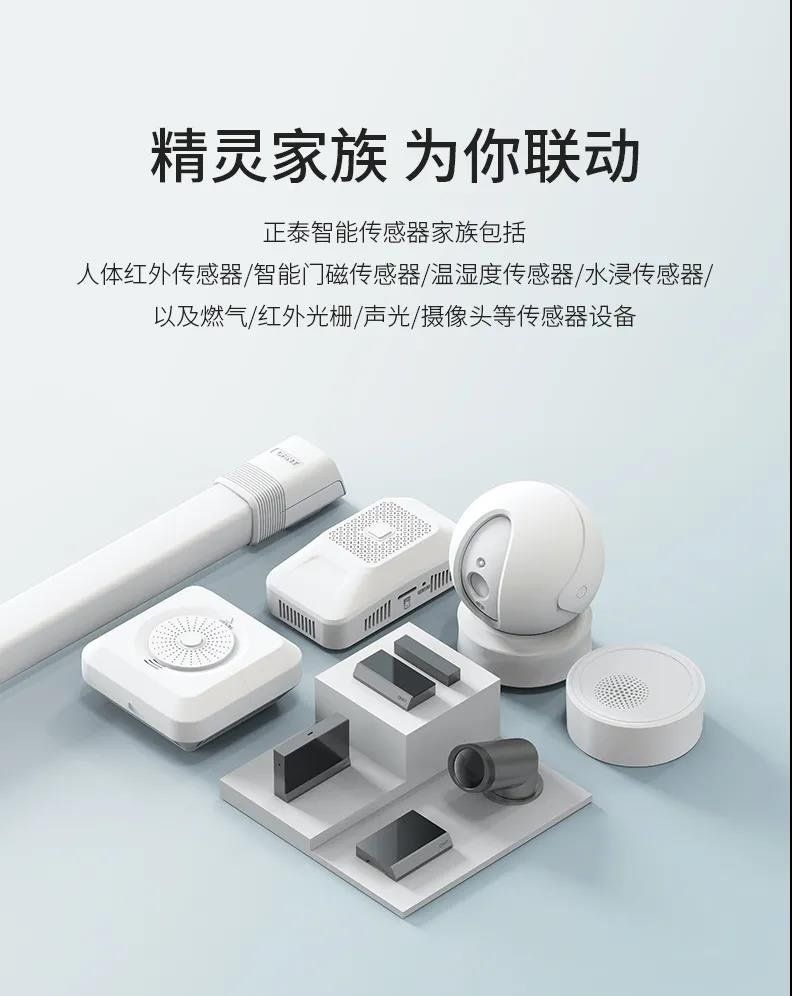 精灵家族 为你联动
正泰智能传感器家族包括
人体红外传感器/智能门磁传感器/温湿度传感器/水浸传感器/
以及燃气/红外光栅/声光/摄像头等传感器设备